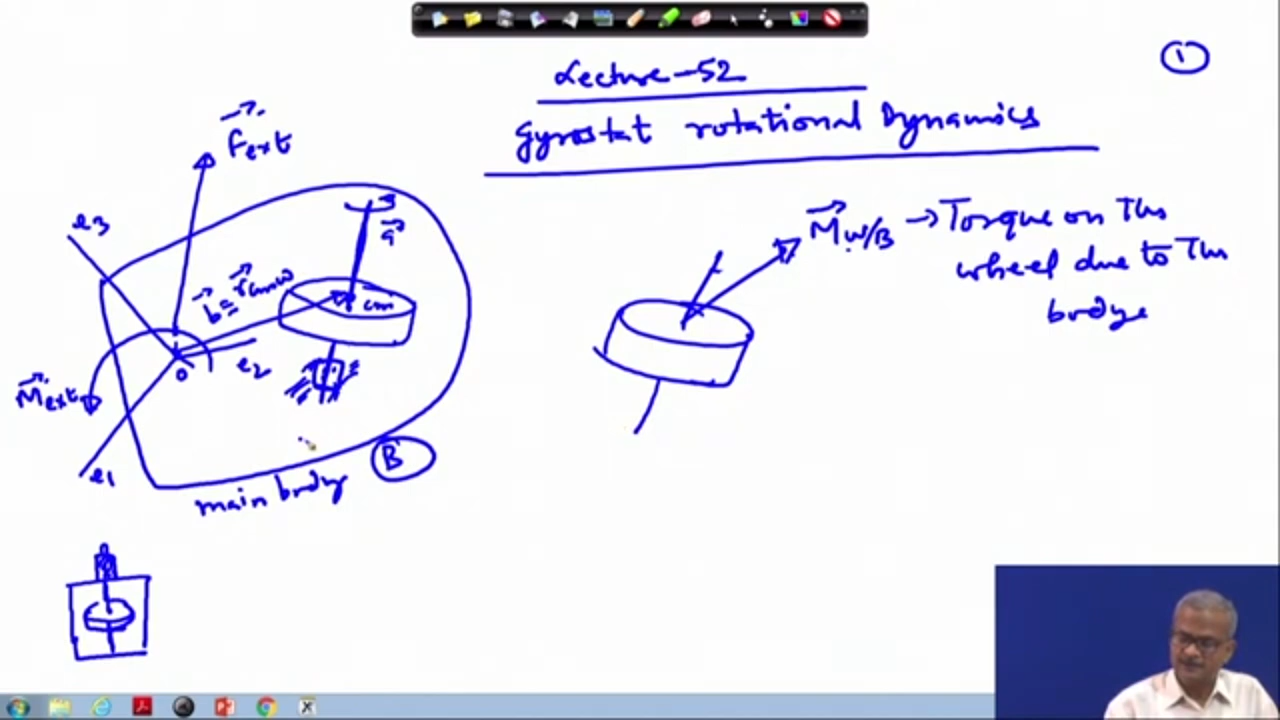 ①
Lecture-52
Gyrostat rotational Dynamics
F⃗ext
e3
a⃗
b⃗ = r⃗cmw
cm
o
e2
M⃗ext
e1
B
main body
M⃗W/B → Torque on the
wheel due to the
body